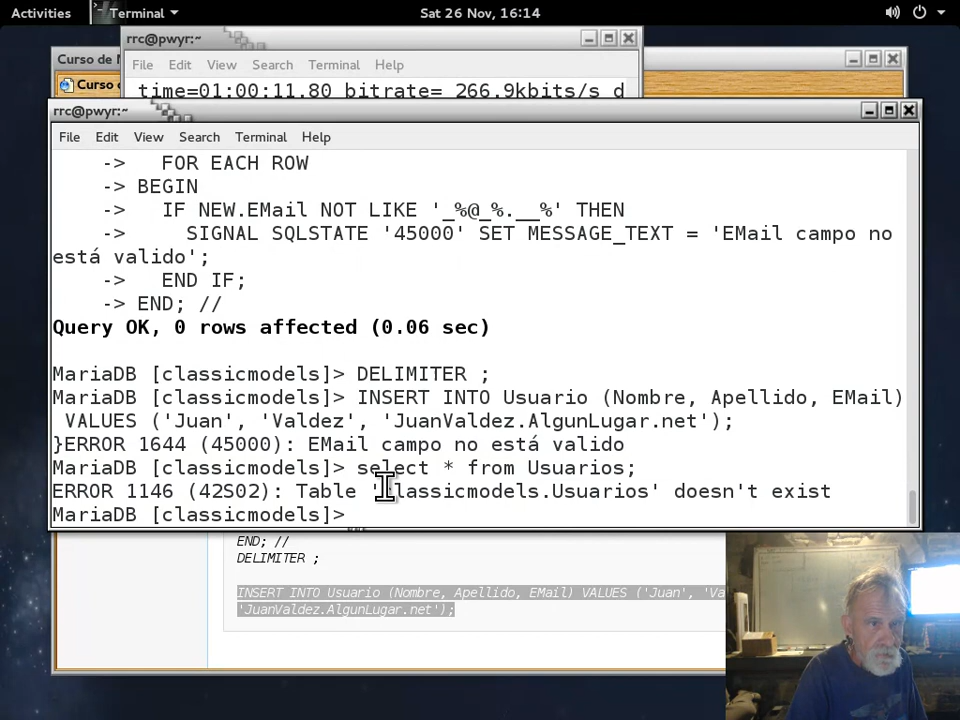 Activities
Terminal
Sat 26 Nov, 16:14
rrc@pwyr:~
File Edit View Search Terminal Help
time=01:00:11.80 bitrate= 266.9kbits/s d
Curso de
Curso
rrc@pwyr:~
File Edit View Search Terminal Help
-> FOR EACH ROW
-> BEGIN
-> IF NEW.EMail NOT LIKE '_%@_%.__%' THEN
-> SIGNAL SQLSTATE '45000' SET MESSAGE_TEXT = 'EMail campo no
está valido';
-> END IF;
-> END; //
Query OK, 0 rows affected (0.06 sec)
MariaDB [classicmodels]> DELIMITER ;
MariaDB [classicmodels]> INSERT INTO Usuario (Nombre, Apellido, EMail)
VALUES ('Juan', 'Valdez', 'JuanValdez.AlgunLugar.net');
}ERROR 1644 (45000): EMail campo no está valido
MariaDB [classicmodels]> select * from Usuarios;
ERROR 1146 (42S02): Table 'classicmodels.Usuarios' doesn't exist
MariaDB [classicmodels]>
END; //
DELIMITER ;
INSERT INTO Usuario (Nombre, Apellido, EMail) VALUES ('Juan', 'Va
'JuanValdez.AlgunLugar.net');